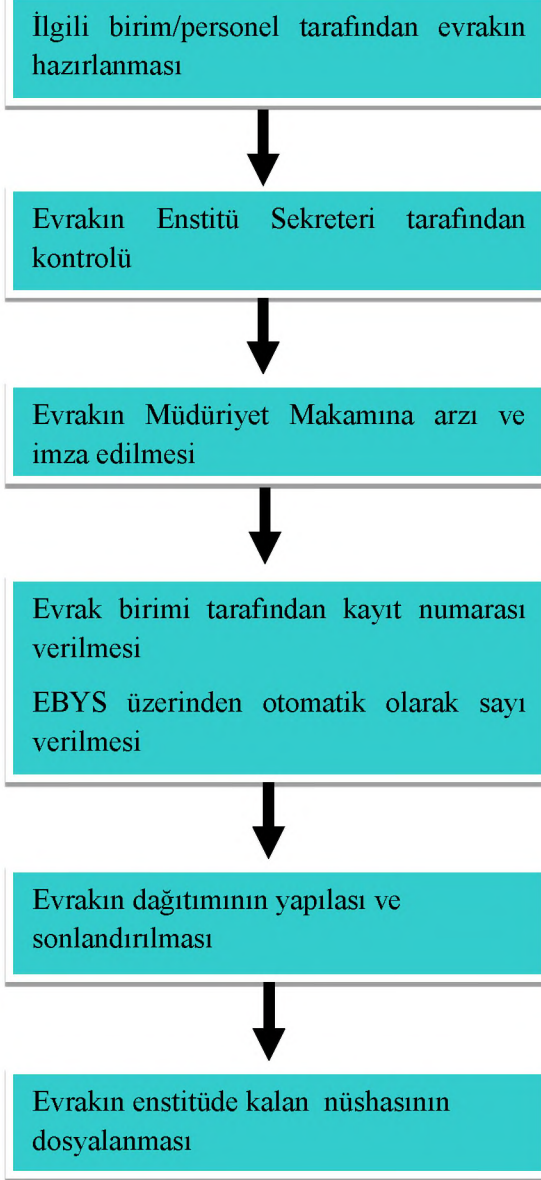 İlgili birim/personel tarafından evrakın
hazırlanması
Evrakın Enstitü Sekreteri tarafından
kontrolü
Evrakın Müdüriyet Makamına arzı ve
imza edilmesi
Evrak birimi tarafından kayıt numarası
verilmesi
EBYS üzerinden otomatik olarak sayı
verilmesi
Evrakın dağıtımının yapılası ve
sonlandırılması
Evrakın enstitüde kalan nüshasının
dosyalanması